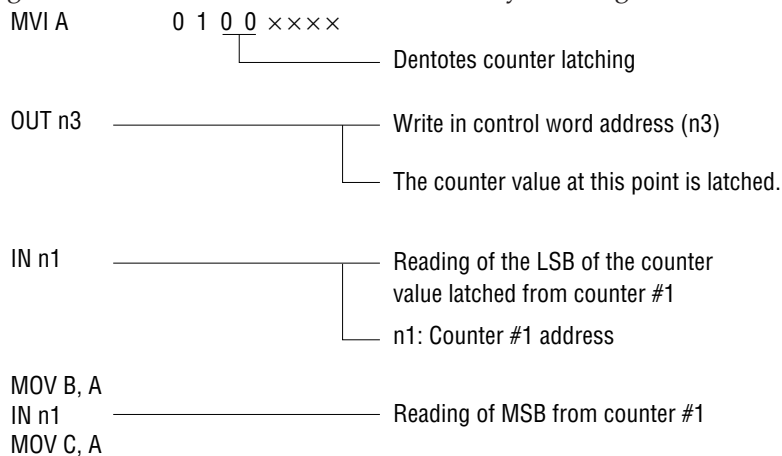 MVI A 0 1 0 0 ××××
Dentotes counter latching
OUT n3 Write in control word address (n3)
The counter value at this point is latched.
IN n1 Reading of the LSB of the counter
value latched from counter #1
n1: Counter #1 address
MOV B, A
IN n1 Reading of MSB from counter #1
MOV C, A